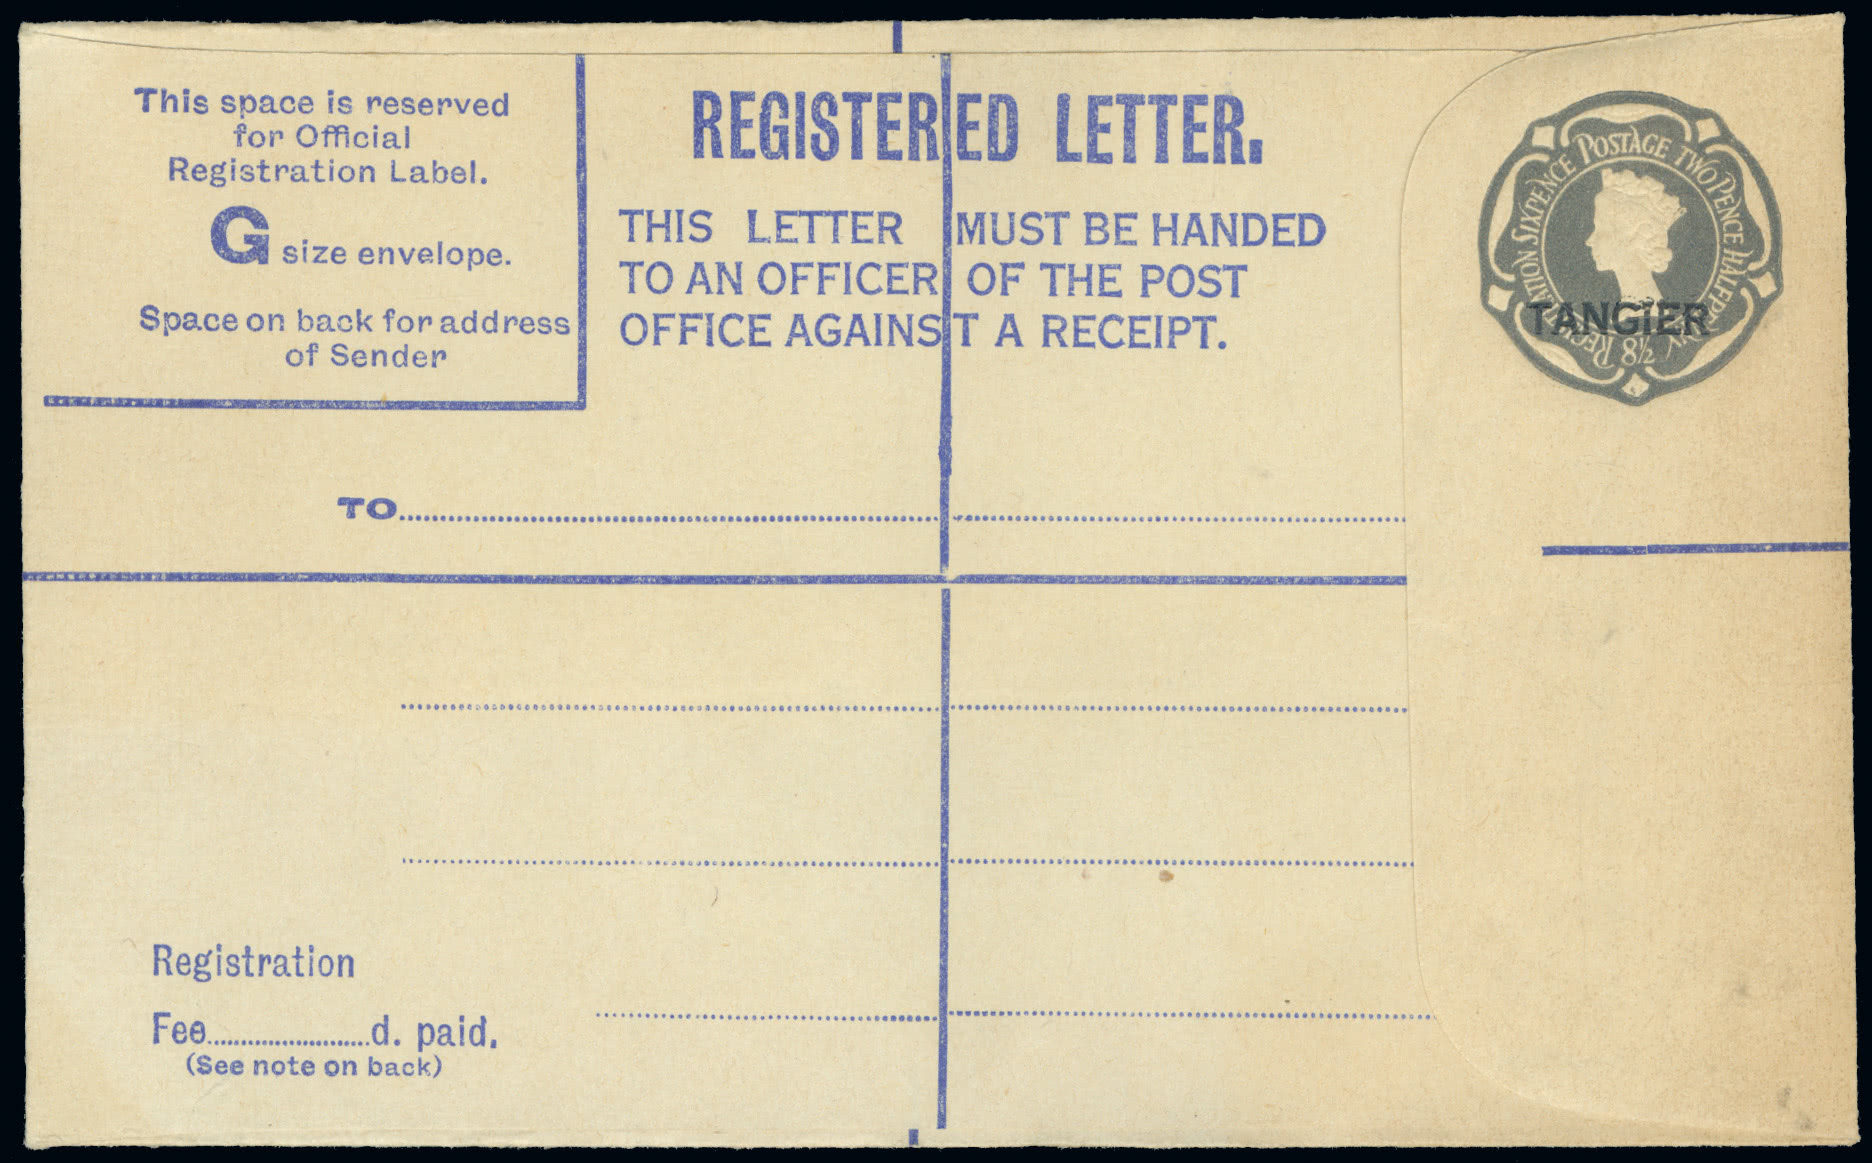 This space is reserved
for Official
Registration Label.
G size envelope.
Space on back for address
of Sender
REGISTERED LETTER.
THIS LETTER MUST BE HANDED
TO AN OFFICER OF THE POST
OFFICE AGAINST A RECEIPT.
POSTAGE TWO PENCE HALFPENNY
SIXPENCE
TANGIER
8½
TO
Registration
Fee........................d. paid.
(See note on back)